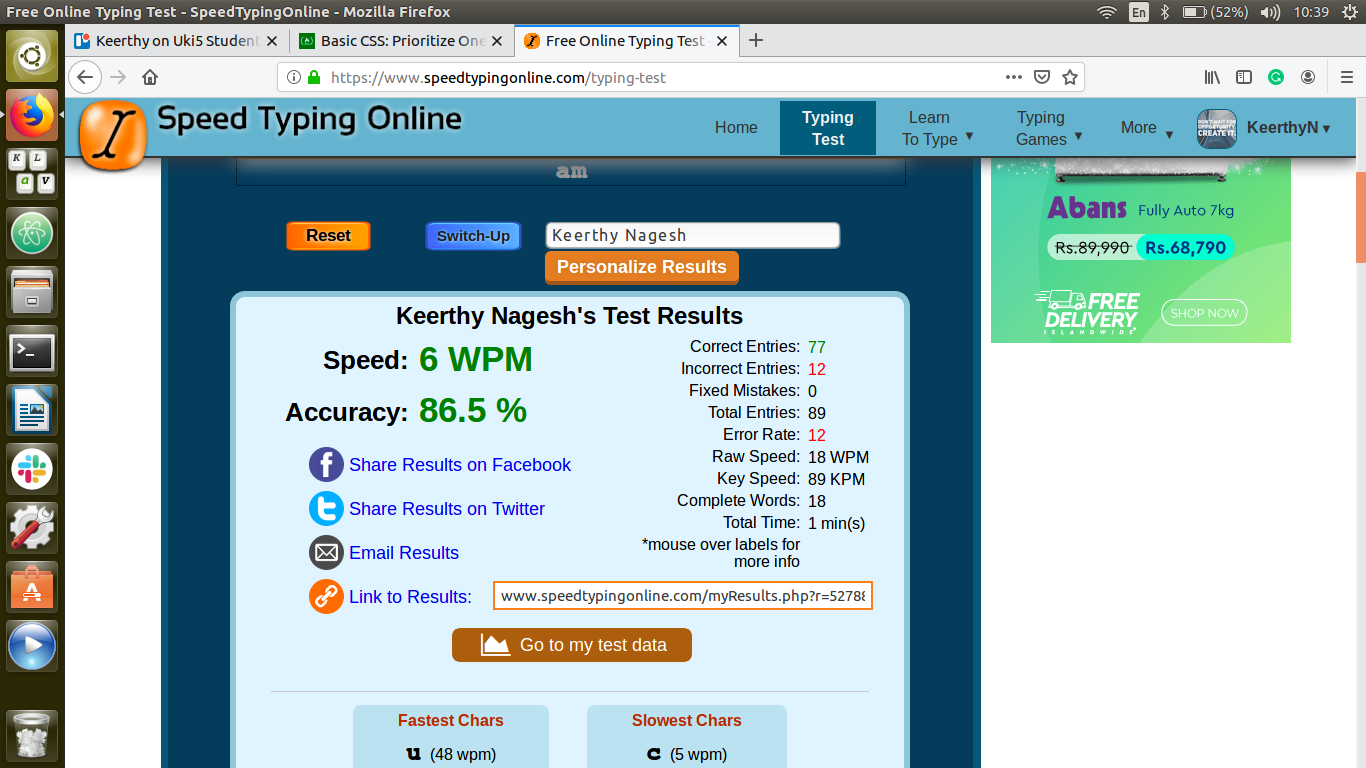 Free Online Typing Test - SpeedTypingOnline - Mozilla Firefox
En
(52%)
10:39
Keerthy on Uki5 Student
Basic CSS: Prioritize One
Free Online Typing Test -
https://www.speedtypingonline.com/typing-test
Speed Typing Online
Home
Typing Test
Learn To Type
Typing Games
More
DON'T WAIT FOR OPPORTUNITY. CREATE IT.
KeerthyN
am
Reset
Switch-Up
Keerthy Nagesh
Personalize Results
Keerthy Nagesh's Test Results
Speed: 6 WPM
Accuracy: 86.5 %
Share Results on Facebook
Share Results on Twitter
Email Results
Link to Results: www.speedtypingonline.com/myResults.php?r=52788
Correct Entries: 77
Incorrect Entries: 12
Fixed Mistakes: 0
Total Entries: 89
Error Rate: 12
Raw Speed: 18 WPM
Key Speed: 89 KPM
Complete Words: 18
Total Time: 1 min(s)
*mouse over labels for
more info
Go to my test data
Fastest Chars
u (48 wpm)
Slowest Chars
c (5 wpm)
Abans Fully Auto 7kg
Rs.89,990 Rs.68,790
FREE
DELIVERY
ISLANDWIDE
SHOP NOW
K L
a V